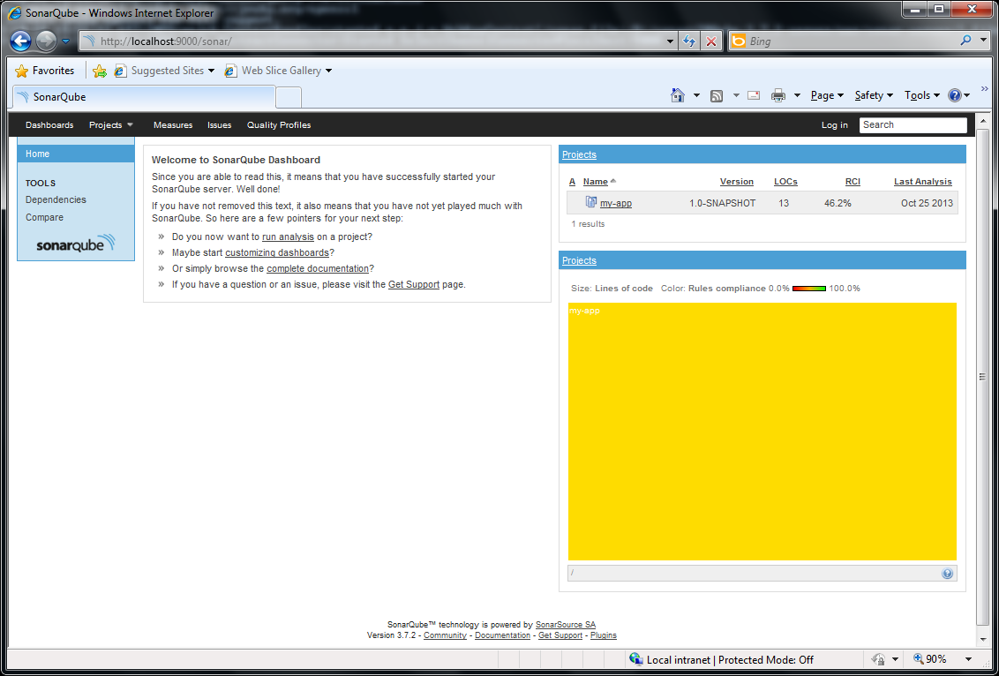 SonarQube - Windows Internet Explorer
http://localhost:9000/sonar/
Bing
Favorites
Suggested Sites
Web Slice Gallery
SonarQube
Page
Safety
Tools
Dashboards Projects Measures Issues Quality Profiles Log in Search
Home
TOOLS
Dependencies
Compare
sonarqube
Welcome to SonarQube Dashboard
Since you are able to read this, it means that you have successfully started your
SonarQube server. Well done!
If you have not removed this text, it also means that you have not yet played much with
SonarQube. So here are a few pointers for your next step:
» Do you now want to run analysis on a project?
» Maybe start customizing dashboards?
» Or simply browse the complete documentation?
» If you have a question or an issue, please visit the Get Support page.
Projects
A Name Version LOCs RCI Last Analysis
my-app 1.0-SNAPSHOT 13 46.2% Oct 25 2013
1 results
Projects
Size: Lines of code Color: Rules compliance 0.0% 100.0%
my-app
/
SonarQube™ technology is powered by SonarSource SA
Version 3.7.2 - Community - Documentation - Get Support - Plugins
Local intranet | Protected Mode: Off
90%